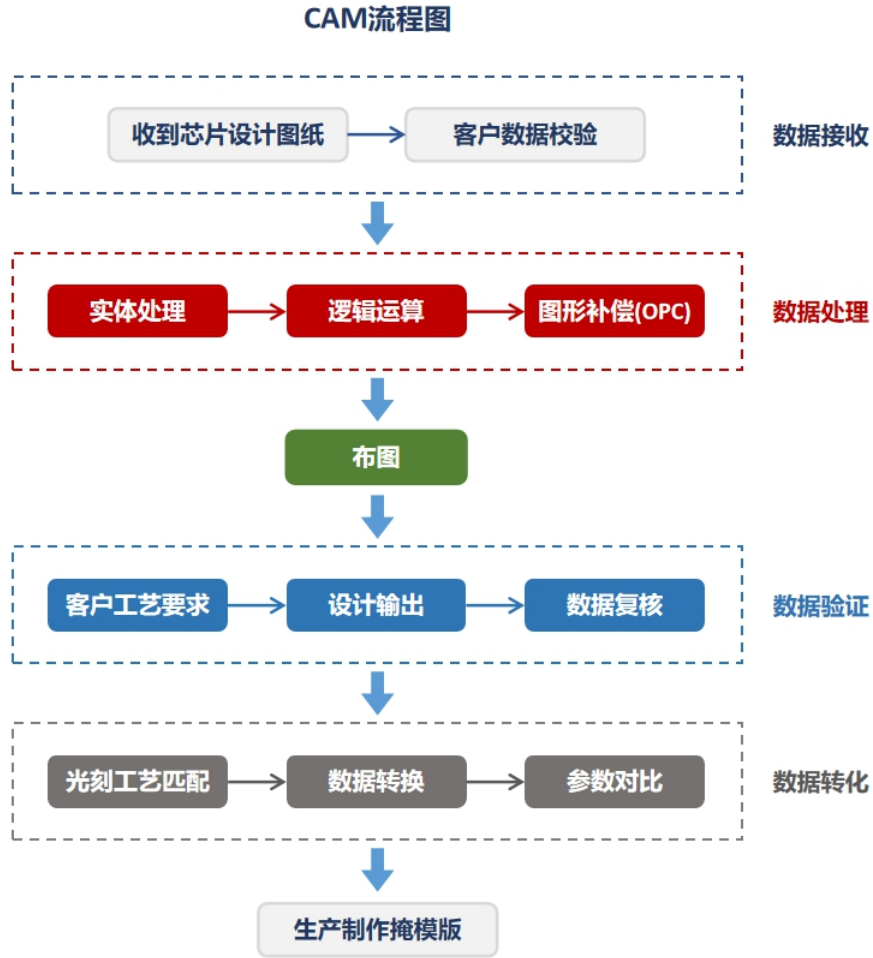 CAM流程图
收到芯片设计图纸
客户数据校验
数据接收
实体处理
逻辑运算
图形补偿(OPC)
数据处理
布图
客户工艺要求
设计输出
数据复核
数据验证
光刻工艺匹配
数据转换
参数对比
数据转化
生产制作掩模版